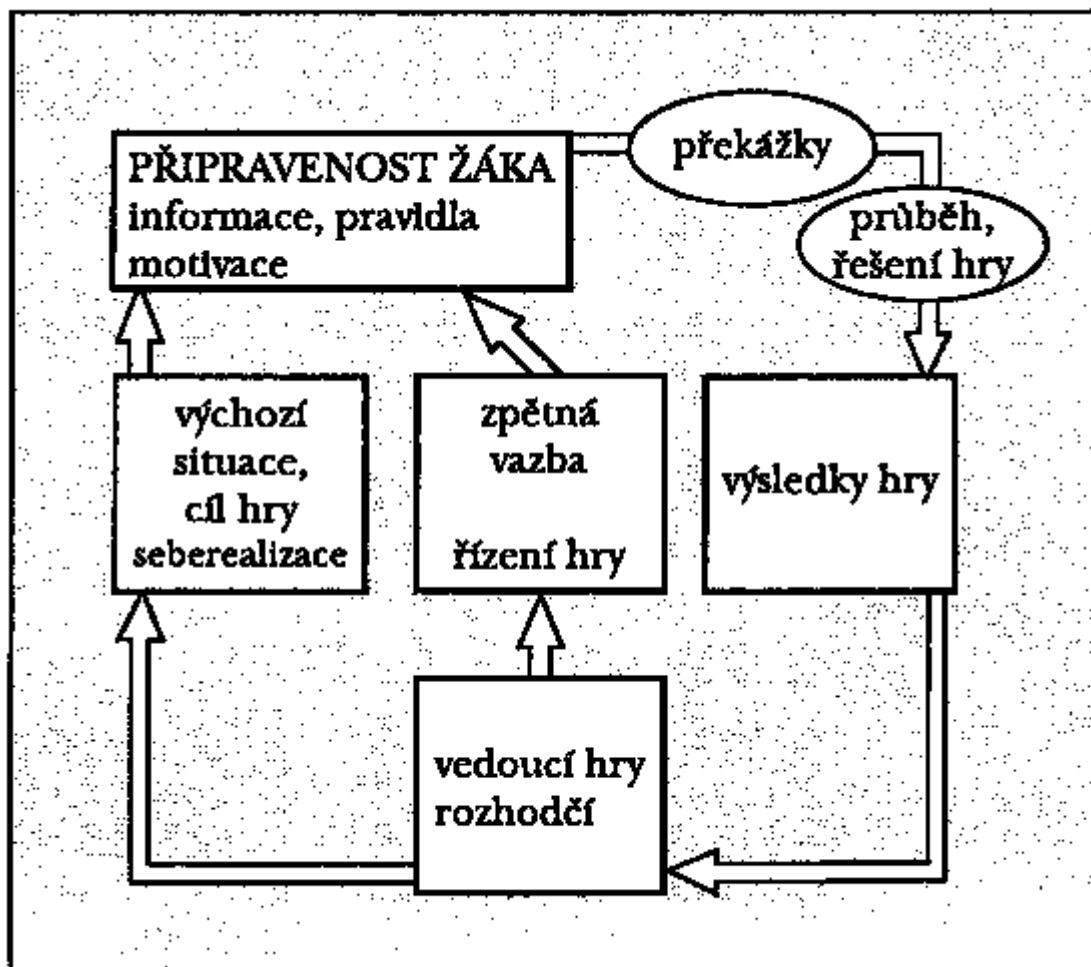 PŘIPRAVENOST ŽÁKA
informace, pravidla
motivace
překážky
průběh,
řešení hry
výchozí
situace,
cíl hry
seberealizace
zpětná
vazba
řízení hry
výsledky hry
vedoucí hry
rozhodčí